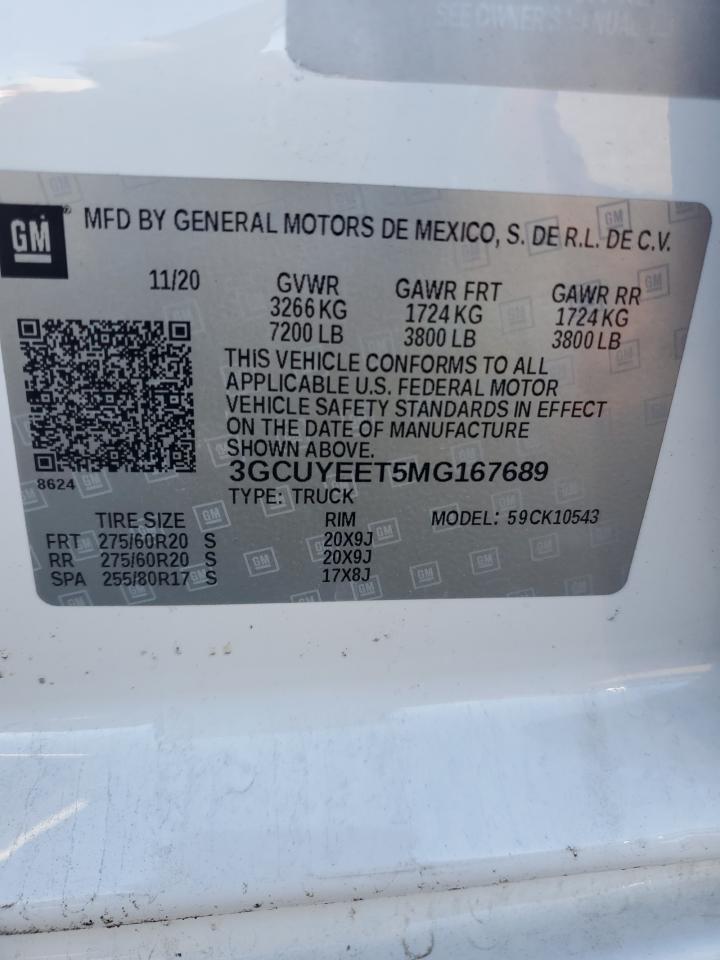 SEE OWNER'S MANUAL
GM ® MFD BY GENERAL MOTORS DE MEXICO, S. DE R.L. DE C.V.
11/20 GVWR GAWR FRT GAWR RR
3266 KG 1724 KG 1724 KG
7200 LB 3800 LB 3800 LB
THIS VEHICLE CONFORMS TO ALL
APPLICABLE U.S. FEDERAL MOTOR
VEHICLE SAFETY STANDARDS IN EFFECT
ON THE DATE OF MANUFACTURE
SHOWN ABOVE.
8624 3GCUYEET5MG167689
TYPE: TRUCK
TIRE SIZE RIM MODEL: 59CK10543
FRT 275/60R20 S 20X9J
RR 275/60R20 S 20X9J
SPA 255/80R17 S 17X8J